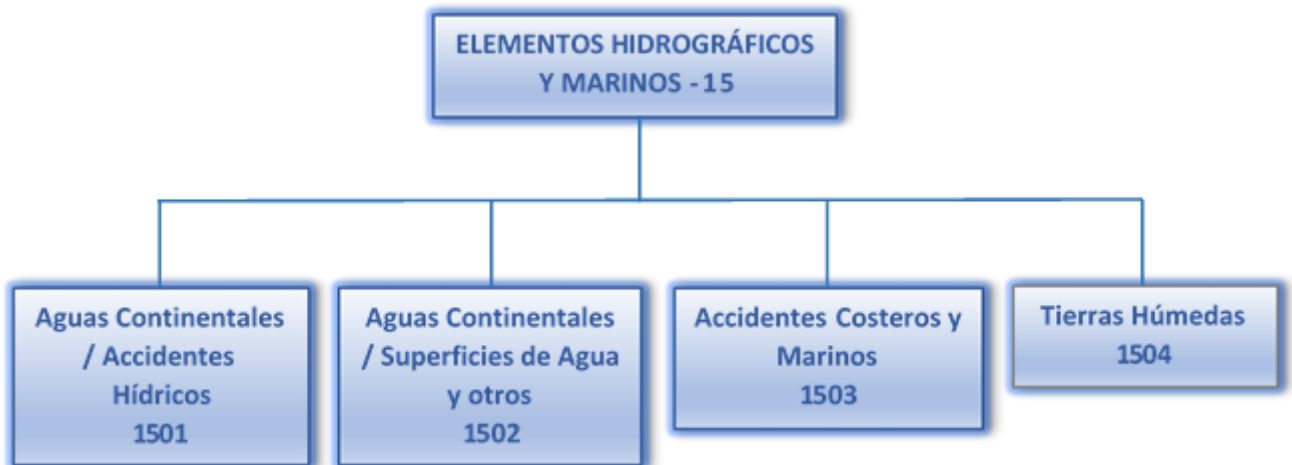 ELEMENTOS HIDROGRÁFICOS
Y MARINOS - 15
Aguas Continentales
/ Accidentes
Hídricos
1501
Aguas Continentales
/ Superficies de Agua
y otros
1502
Accidentes Costeros y
Marinos
1503
Tierras Húmedas
1504